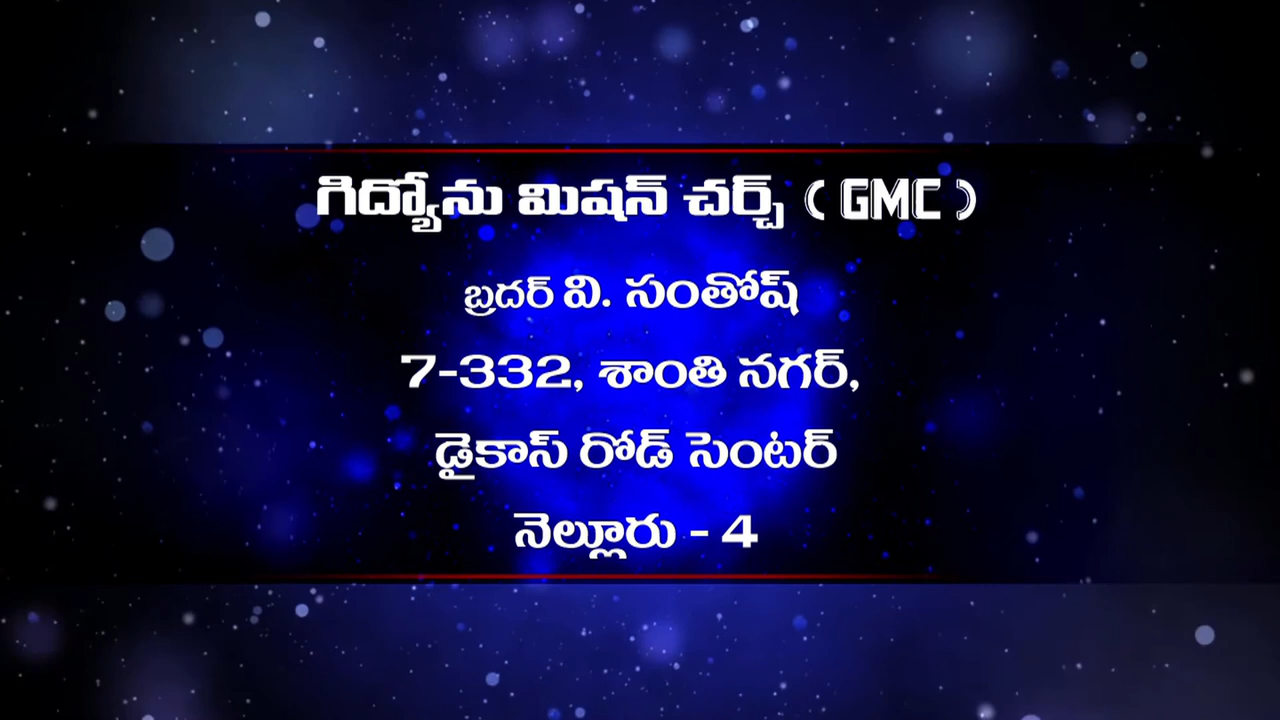 గిద్యోను మిషన్ చర్చ్ ( GMC )
బ్రదర్ వి. సంతోష్
7-332, శాంతి నగర్,
డైకాస్ రోడ్ సెంటర్
నెల్లూరు - 4